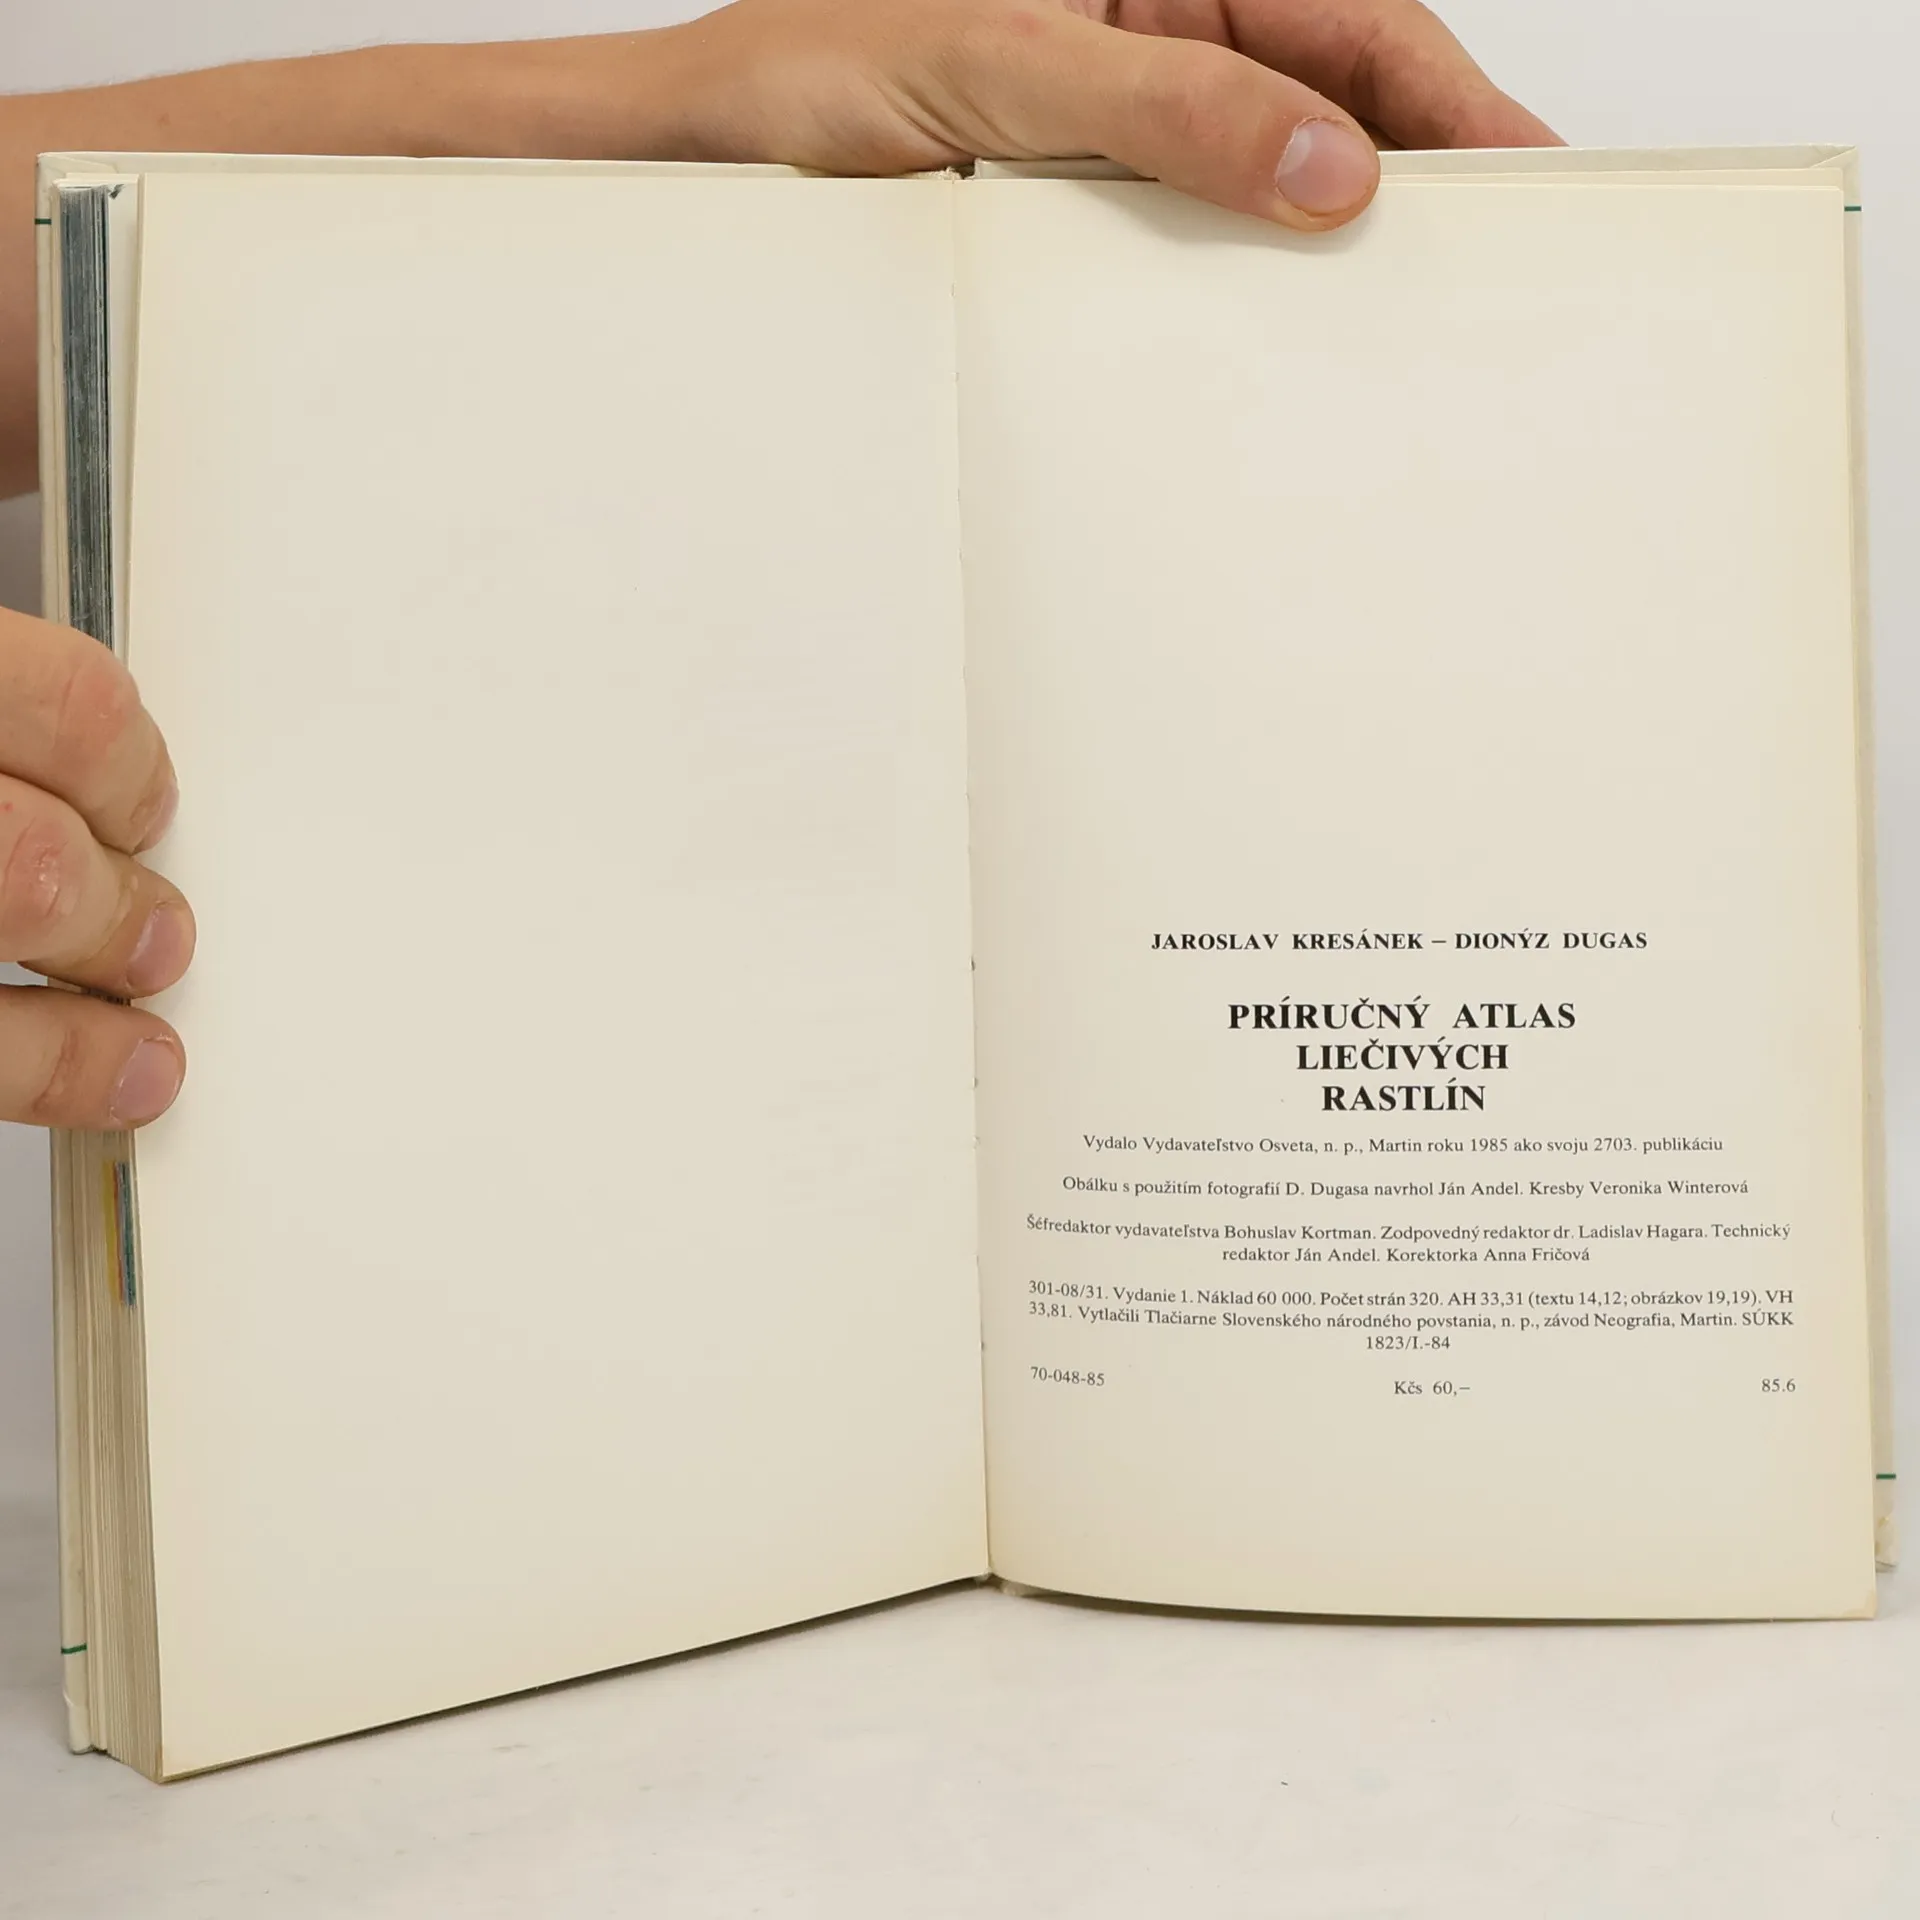 JAROSLAV KRESÁNEK – DIONÝZ DUGAS
PRÍRUČNÝ ATLAS
LIEČIVÝCH
RASTLÍN
Vydalo Vydavateľstvo Osveta, n. p., Martin roku 1985 ako svoju 2703. publikáciu
Obálku s použitím fotografií D. Dugasa navrhol Ján Andel. Kresby Veronika Winterová
Šéfredaktor vydavateľstva Bohuslav Kortman. Zodpovedný redaktor dr. Ladislav Hagara. Technický
redaktor Ján Andel. Korektorka Anna Fričová
301-08/31. Vydanie 1. Náklad 60 000. Počet strán 320. AH 33,31 (textu 14,12; obrázkov 19,19). VH
33,81. Vytlačili Tlačiarne Slovenského národného povstania, n. p., závod Neografia, Martin. SÚKK
1823/I.-84
70-048-85 Kčs 60,– 85.6